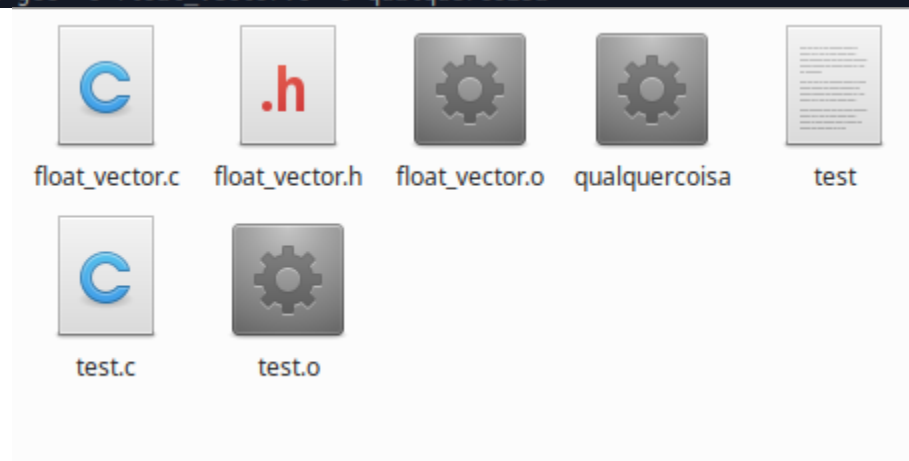 float_vector.c
.h
float_vector.h
float_vector.o
qualquercoisa
test
test.c
test.o